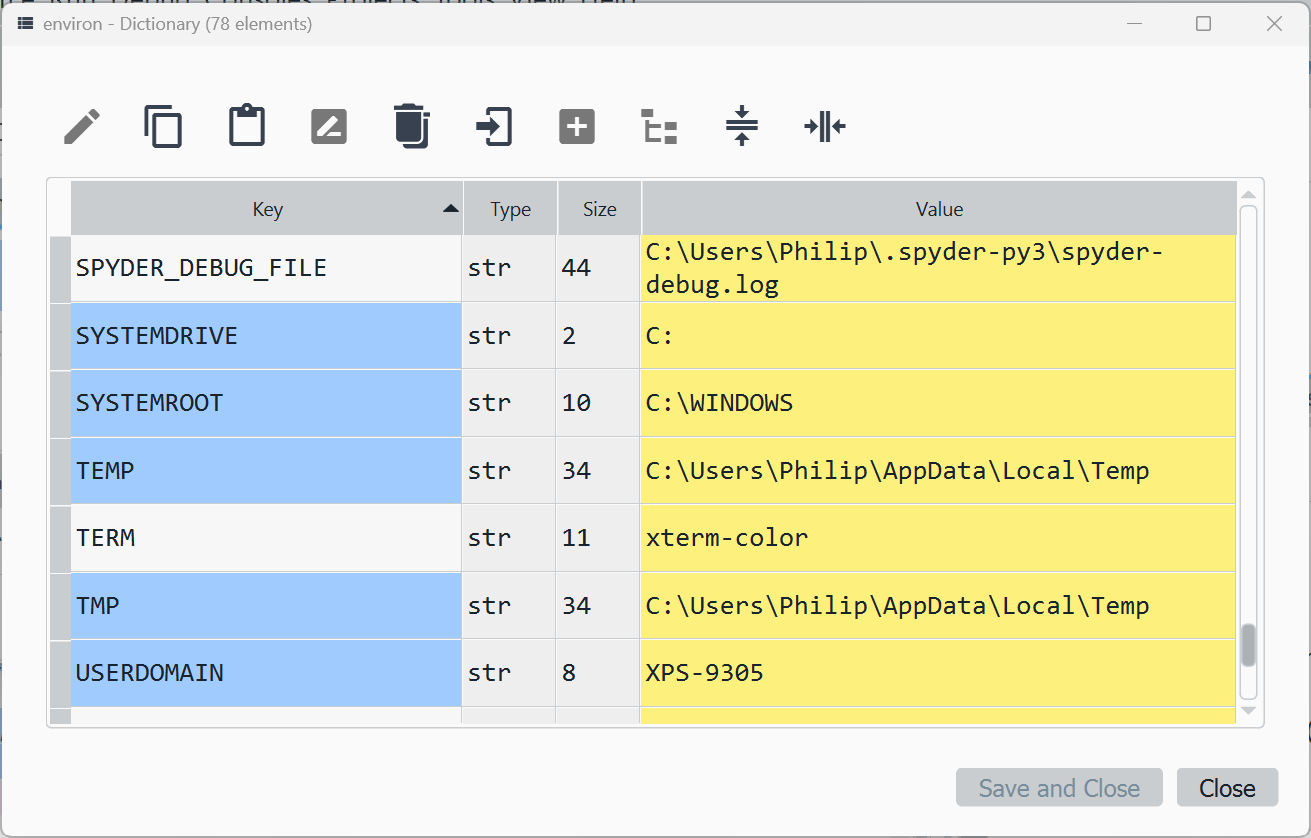 environ - Dictionary (78 elements)
Key Type Size Value
SPYDER_DEBUG_FILE str 44 C:\Users\Philip\.spyder-py3\spyder-
debug.log
SYSTEMDRIVE str 2 C:
SYSTEMROOT str 10 C:\WINDOWS
TEMP str 34 C:\Users\Philip\AppData\Local\Temp
TERM str 11 xterm-color
TMP str 34 C:\Users\Philip\AppData\Local\Temp
USERDOMAIN str 8 XPS-9305
Save and Close Close